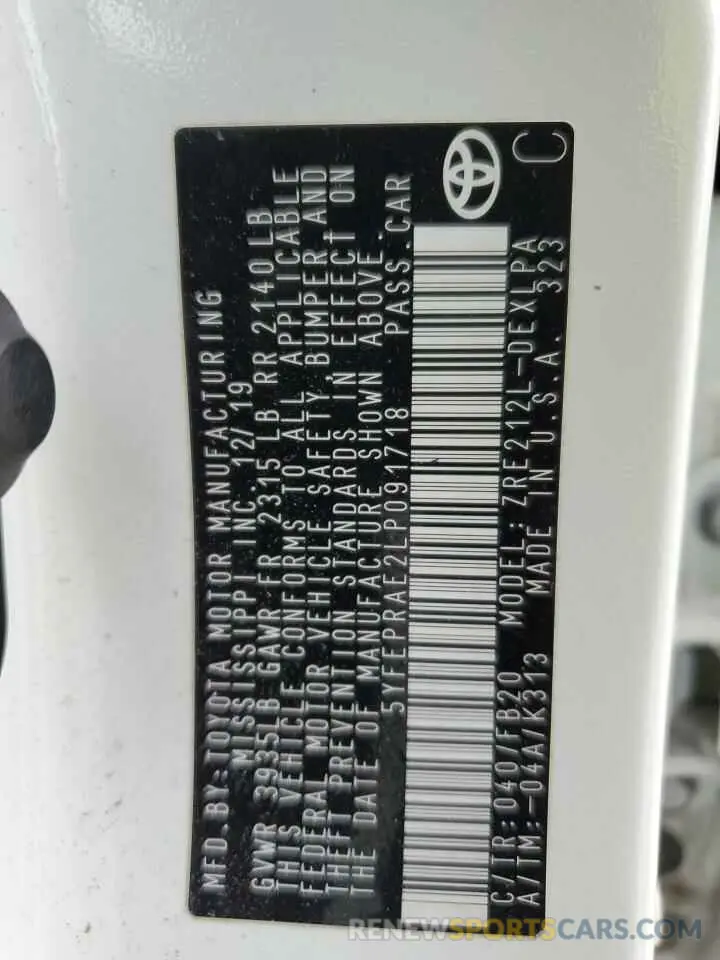 MFD. BY:TOYOTA MOTOR MANUFACTURING
MISSISSIPPI INC. 12/19
GVWR 3935LB GAWR FR 2315 LB RR 2140LB
THIS VEHICLE CONFORMS TO ALL APPLICABLE
FEDERAL MOTOR VEHICLE SAFETY, BUMPER AND
THEFT PREVENTION STANDARDS IN EFFECT ON
THE DATE OF MANUFACTURE SHOWN ABOVE.
5YFEPRAE2LP091718 PASS. CAR
C/TR:040/FB20 MODEL:ZRE212L-DEXLPA
A/TM:-04A/K313 MADE IN U.S.A. 323
C
RENEWSPORTSCARS.COM